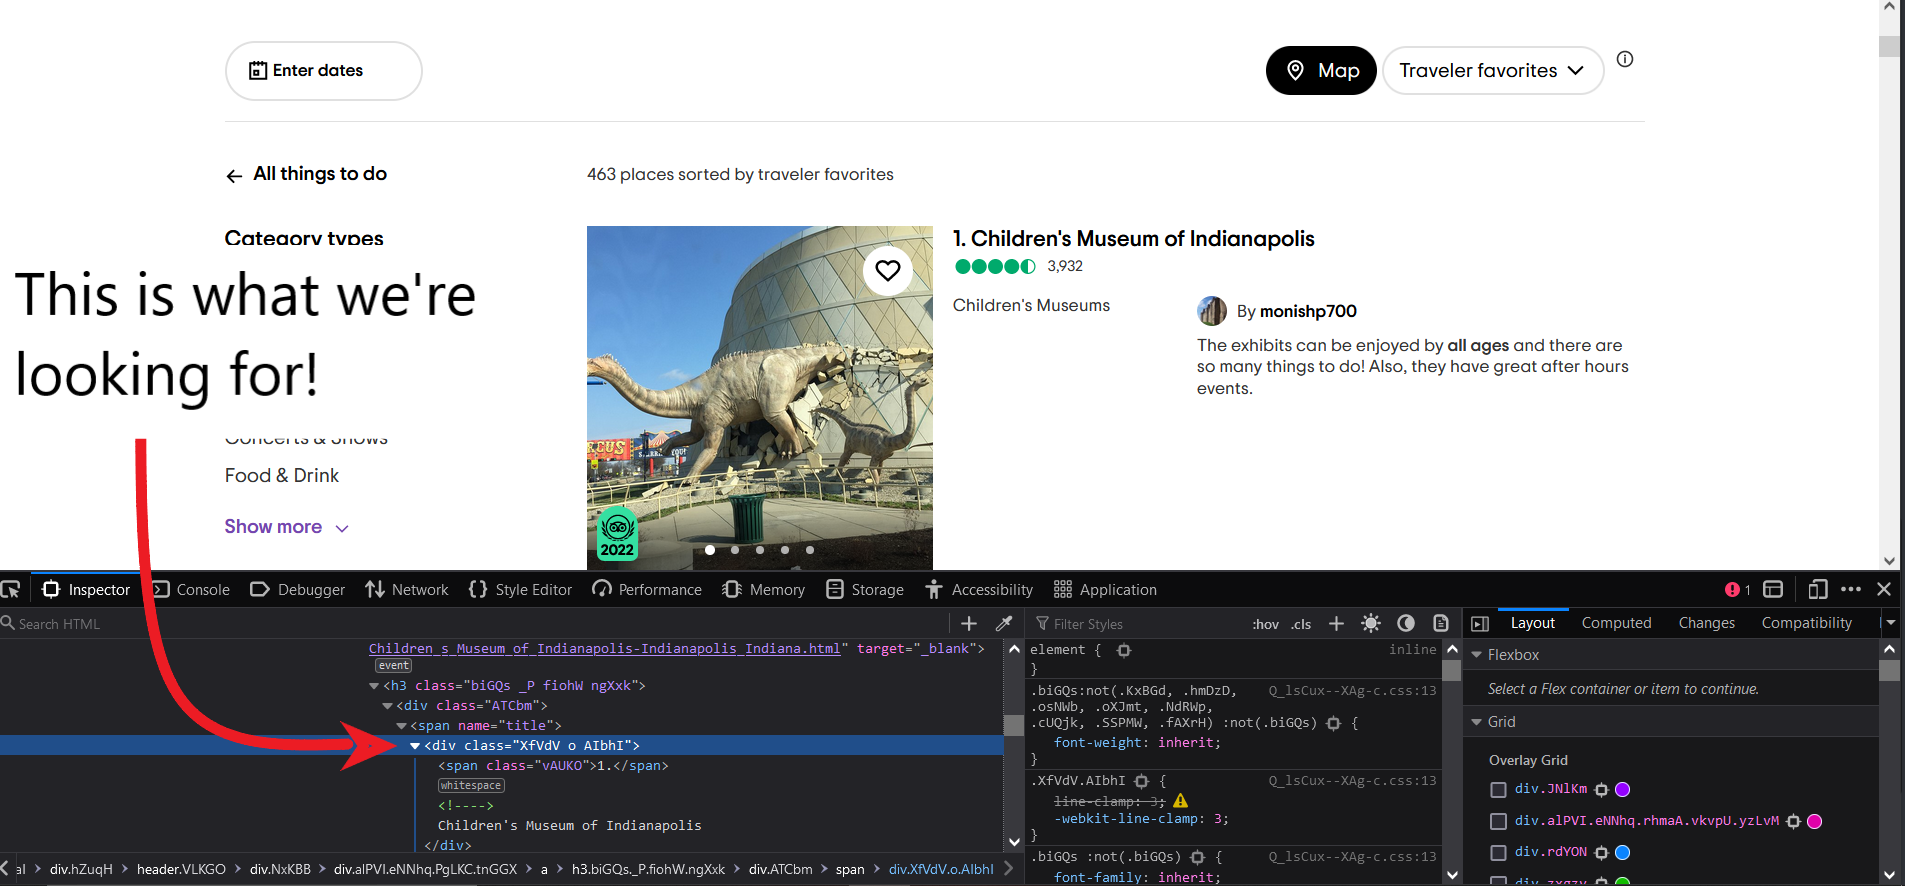 Enter dates
Map
Traveler favorites
All things to do
463 places sorted by traveler favorites
Category types
This is what we're
looking for!
Concerts & Shows
Food & Drink
Show more
CIRCUS
2022
1. Children's Museum of Indianapolis
3,932
Children's Museums
By monishp700
The exhibits can be enjoyed by all ages and there are
so many things to do! Also, they have great after hours
events.
Inspector Console Debugger Network Style Editor Performance Memory Storage Accessibility Application 1
Search HTML
Children_s_Museum_of_Indianapolis-Indianapolis_Indiana.html" target="_blank">
event
<h3 class="biGQs _P fiohW ngXxk">
<div class="ATCbm">
<span name="title">
<div class="XfVdV o AIbhI">
<span class="vAUKO">1.</span>
whitespace
<!---->
Children's Museum of Indianapolis
</div>
al div.hZuqH header.VLKGO div.NxKBB div.alPVI.eNNhq.PgLKC.tnGGX a h3.biGQs._P.fiohW.ngXxk div.ATCbm span div.XfVdV.o.AIbhI
Filter Styles :hov .cls
element { inline
}
.biGQs:not(.KxBGd, .hmDzD, Q_lsCux--XAg-c.css:13
.osNWb, .oXJmt, .NdRWp,
.cUQjk, .SSPMW, .fAXrH) :not(.biGQs) {
font-weight: inherit;
}
.XfVdV.AIbhI { Q_lsCux--XAg-c.css:13
line-clamp: 3;
-webkit-line-clamp: 3;
}
.biGQs :not(.biGQs) { Q_lsCux--XAg-c.css:13
font-family: inherit;
Layout Computed Changes Compatibility
Flexbox
Select a Flex container or item to continue.
Grid
Overlay Grid
div.JNlKm
div.alPVI.eNNhq.rhmaA.vkvpU.yzLvM
div.rdYON